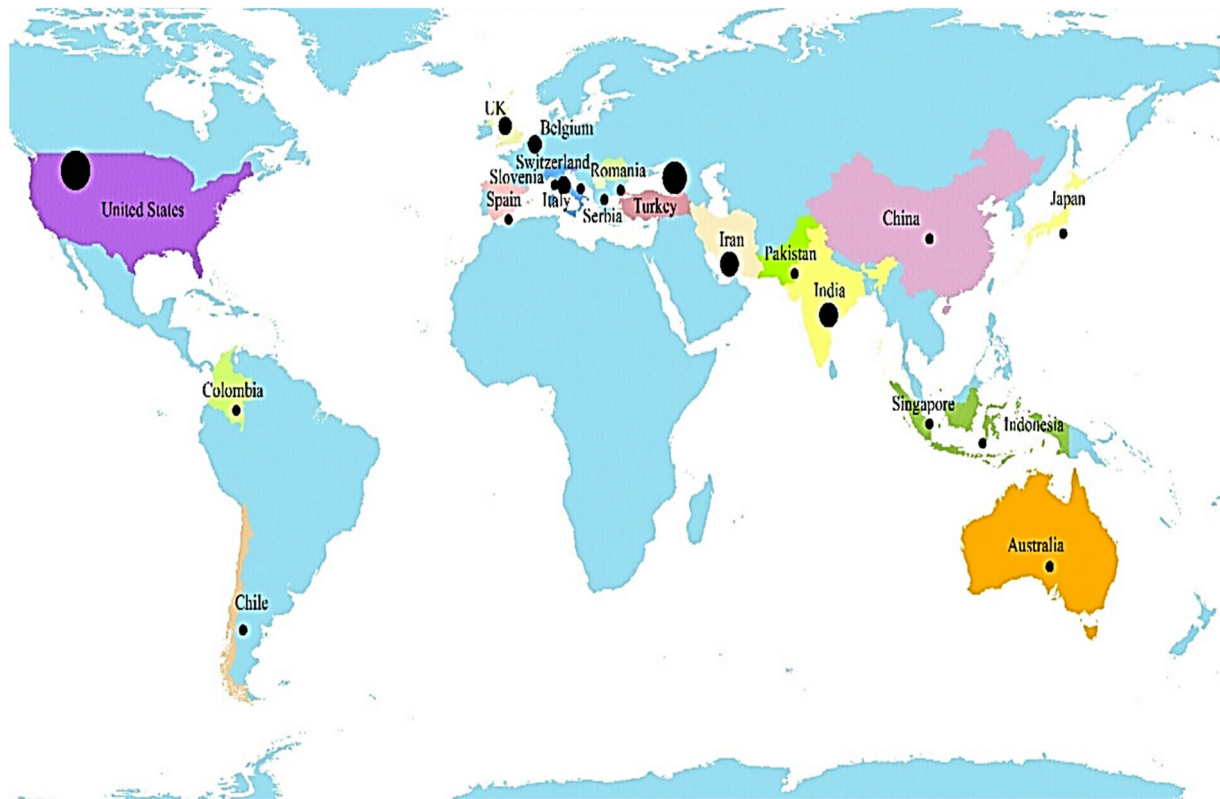 UK
Belgium
Switzerland
Romania
Slovenia
Spain
Italy
Serbia
Turkey
United States
Iran
Pakistan
India
China
Japan
Colombia
Singapore
Indonesia
Australia
Chile